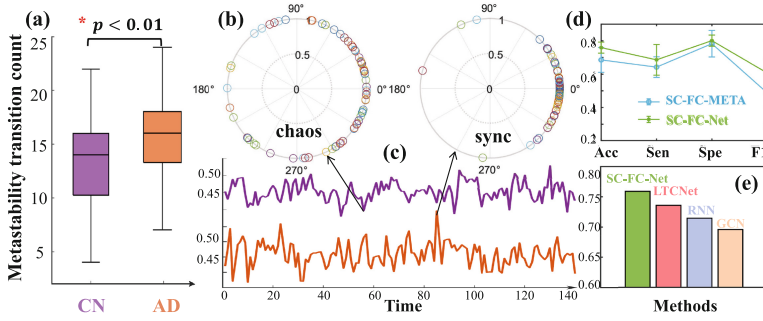 (a)
* p < 0.01
Metastability transition count
25
20
15
10
5
CN
AD
(b)
90°
1
0.5
180°
0
0°
chaos
270°
90°
1
0.5
180°
0
0°
sync
270°
(c)
0.50
0.45
0.50
0.45
0
20
40
60
80
100
120
140
Time
(d)
0.8
0.6
0.4
0.2
SC-FC-META
SC-FC-Net
Acc
Sen
Spe
F1
(e)
0.80
0.70
0.60
SC-FC-Net
LTCNet
RNN
GCN
Methods